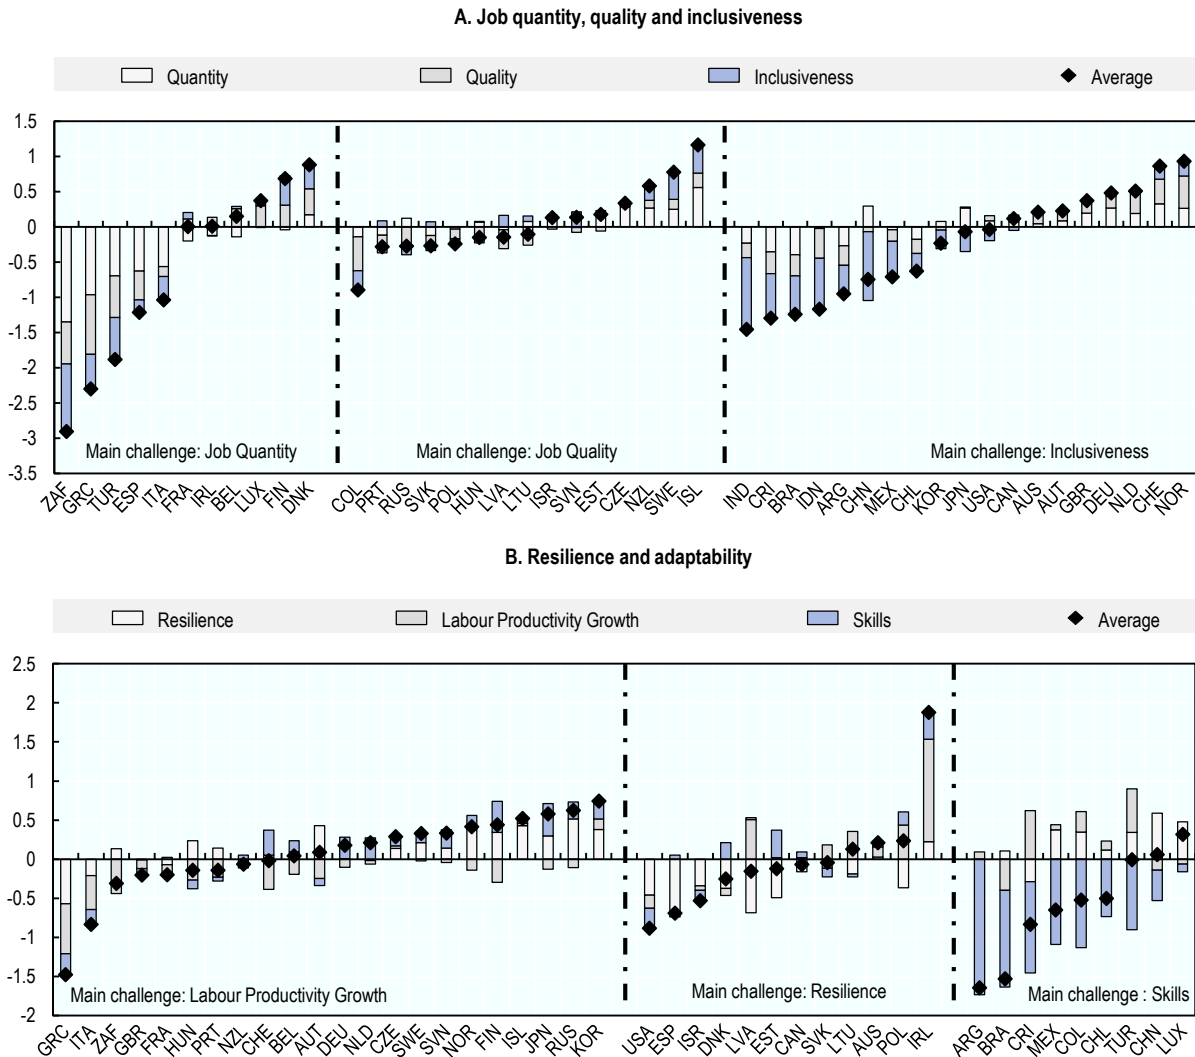 A. Job quantity, quality and inclusiveness
Quantity Quality Inclusiveness Average
1.5
1
0.5
0
-0.5
-1
-1.5
-2
-2.5
-3
-3.5
Main challenge: Job Quantity Main challenge: Job Quality Main challenge: Inclusiveness
ZAF GRC TUR ESP ITA FRA IRL BEL LUX FIN DNK COL PRT RUS SVK POL HUN LVA LTU ISR SVN EST CZE NZL SWE ISL IND CRI BRA IDN ARG CHN MEX CHL KOR JPN USA CAN AUS AUT GBR DEU NLD CHE NOR
B. Resilience and adaptability
Resilience Labour Productivity Growth Skills Average
2.5
2
1.5
1
0.5
0
-0.5
-1
-1.5
-2
Main challenge: Labour Productivity Growth Main challenge: Resilience Main challenge : Skills
GRC ITA ZAF GBR FRA HUN PRT NZL CHE BEL AUT DEU NLD CZE SWE SVN NOR FIN ISL JPN RUS KOR USA ESP ISR DNK LVA EST CAN SVK LTU AUS POL IRL ARG BRA CRI MEX COL CHL TUR CHN LUX